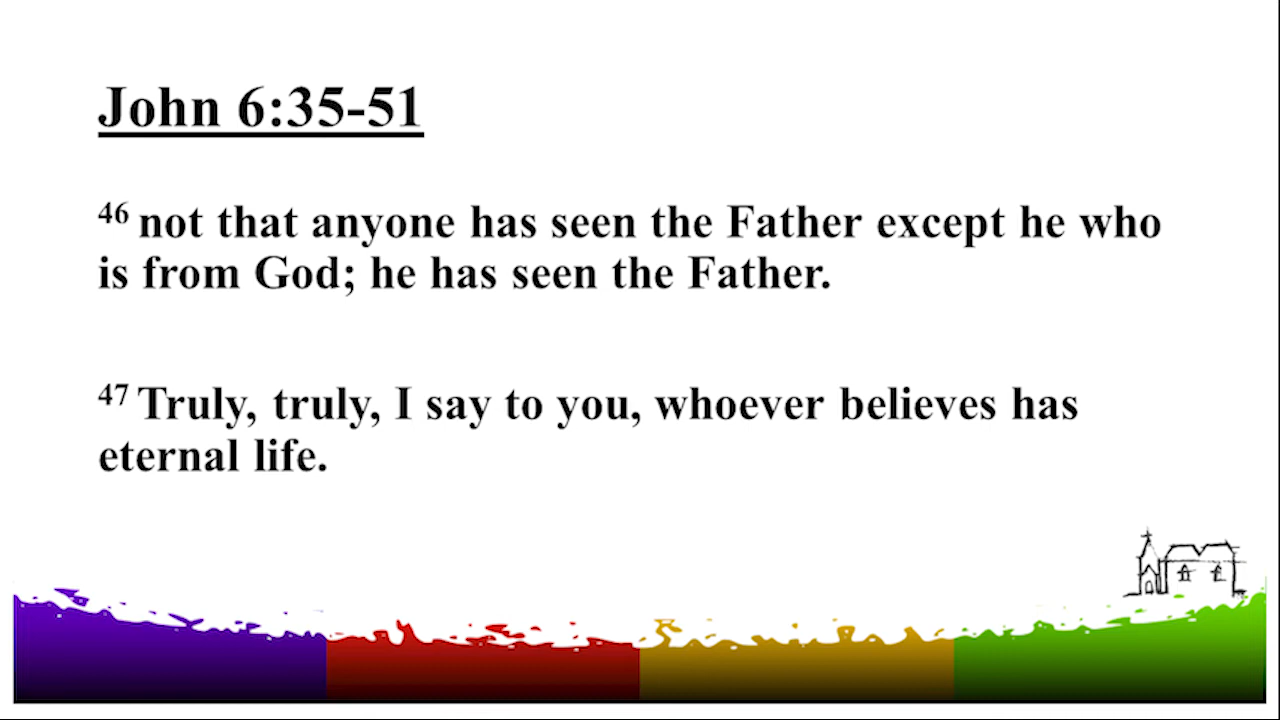 John 6:35-51
46 not that anyone has seen the Father except he who
is from God; he has seen the Father.
47 Truly, truly, I say to you, whoever believes has
eternal life.